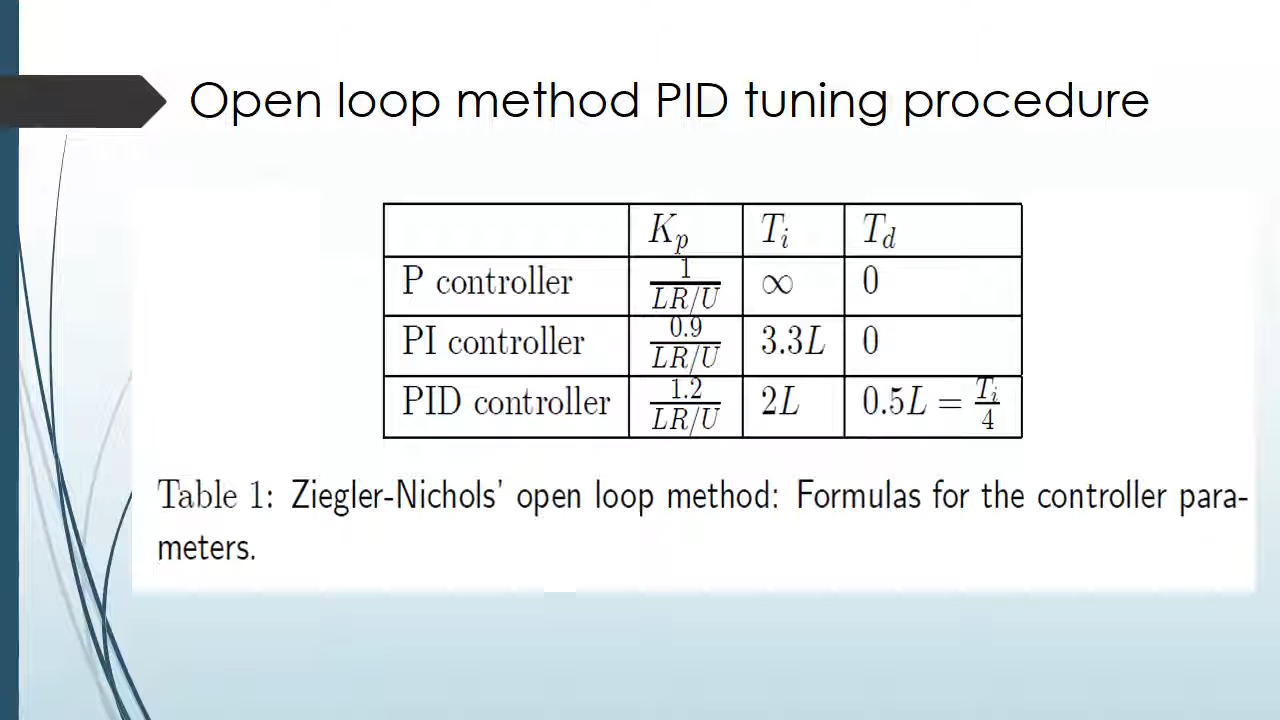 Open loop method PID tuning procedure
K_p T_i T_d
P controller 1/(LR/U) ∞ 0
PI controller 0.9/(LR/U) 3.3L 0
PID controller 1.2/(LR/U) 2L 0.5L = T_i/4
Table 1: Ziegler-Nichols' open loop method: Formulas for the controller para-
meters.